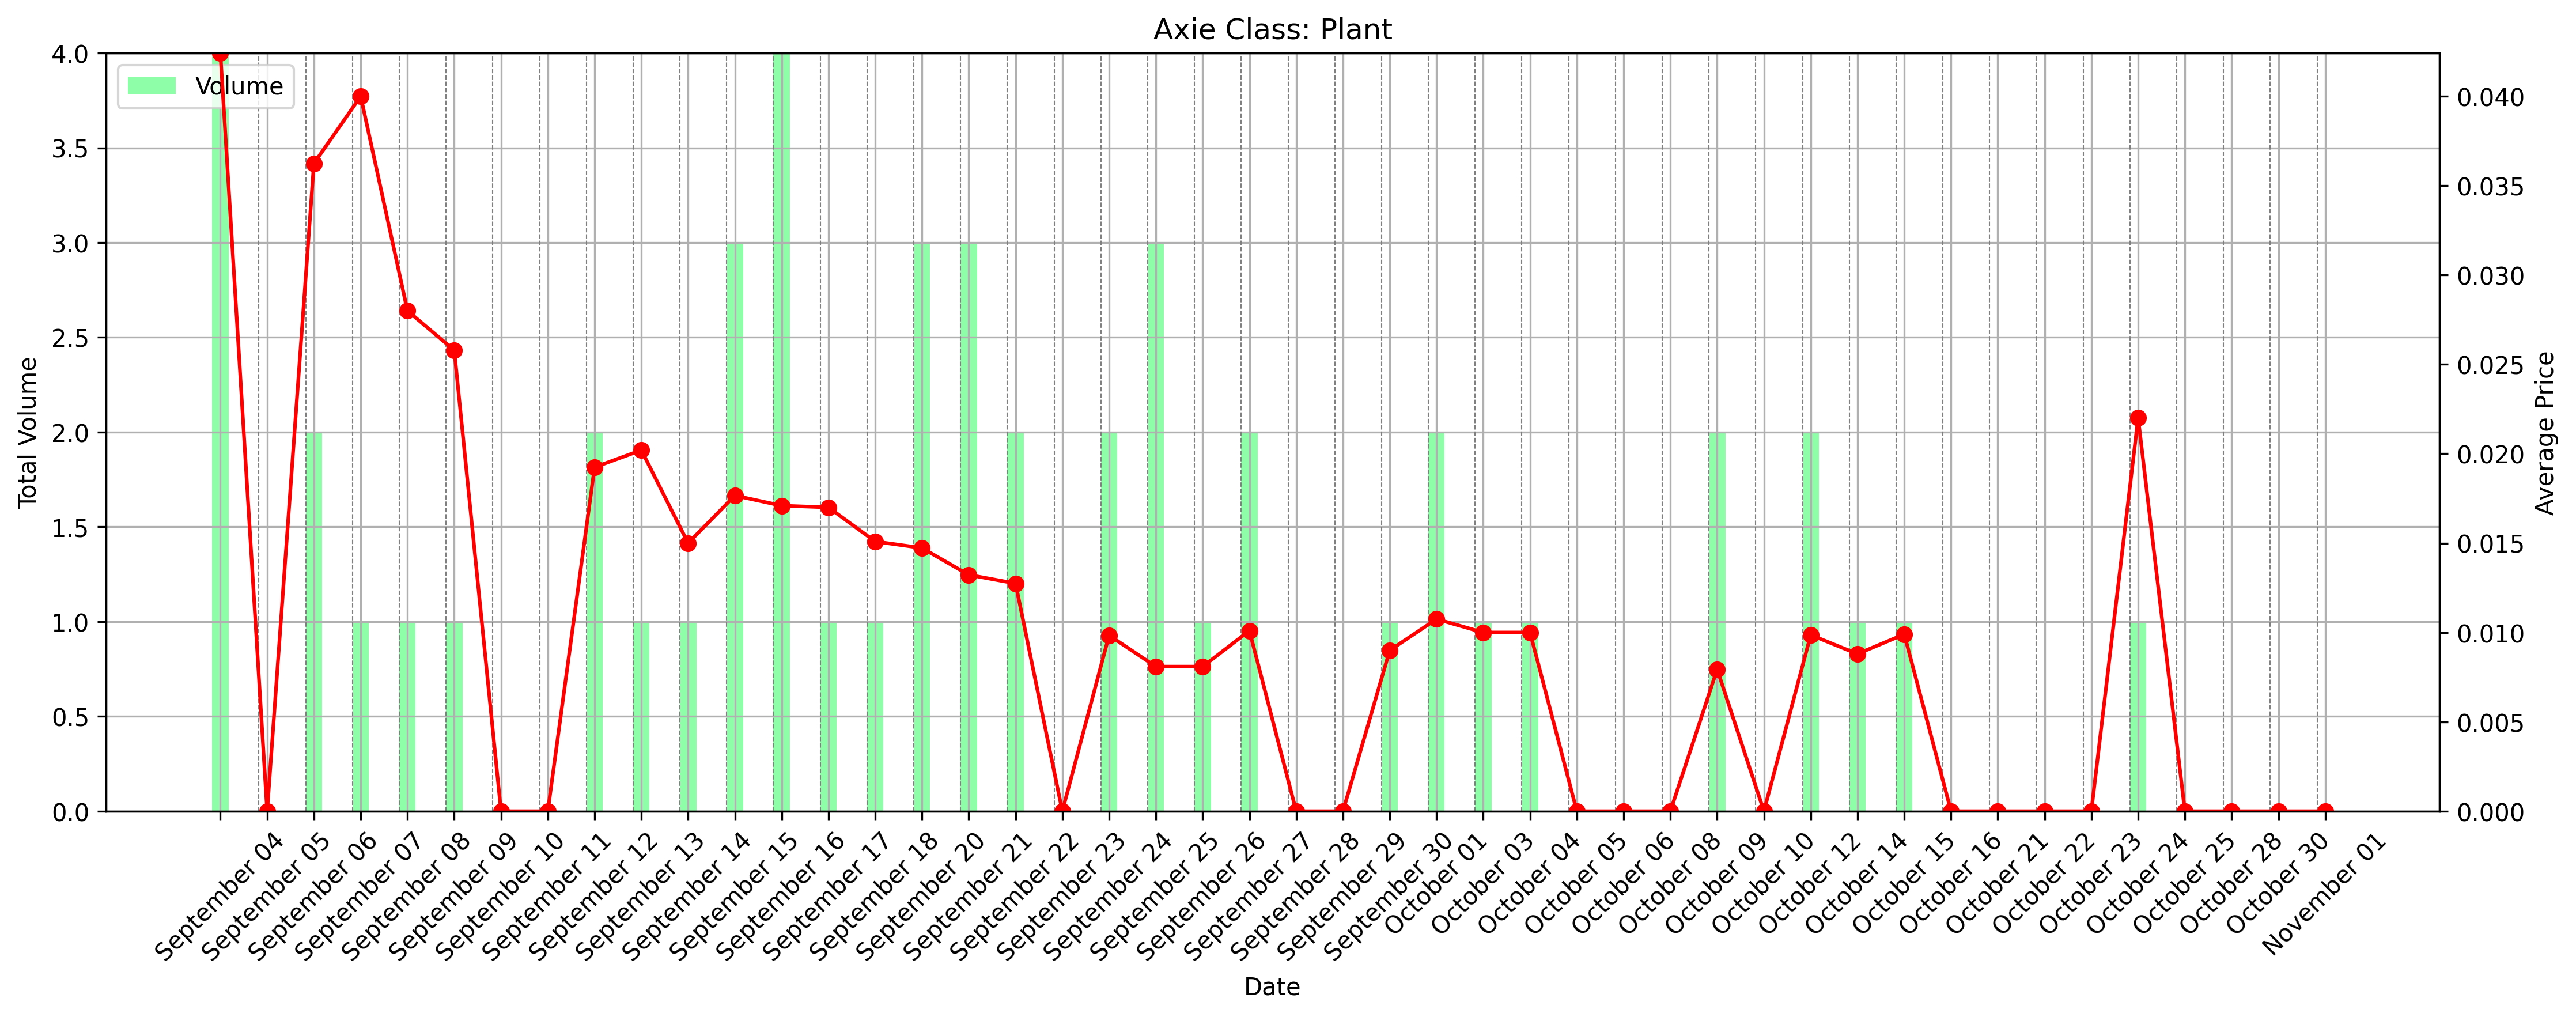 Axie Class: Plant
Volume
Total Volume
4.0
3.5
3.0
2.5
2.0
1.5
1.0
0.5
0.0
0.040
0.035
0.030
0.025
0.020
0.015
0.010
0.005
0.000
Average Price
September 04
September 05
September 06
September 07
September 08
September 09
September 10
September 11
September 12
September 13
September 14
September 15
September 16
September 17
September 18
September 20
September 21
September 22
September 23
September 24
September 25
September 26
September 27
September 28
September 29
September 30
October 01
October 03
October 04
October 05
October 06
October 08
October 09
October 10
October 12
October 14
October 15
October 16
October 21
October 22
October 23
October 24
October 25
October 28
October 30
November 01
Date